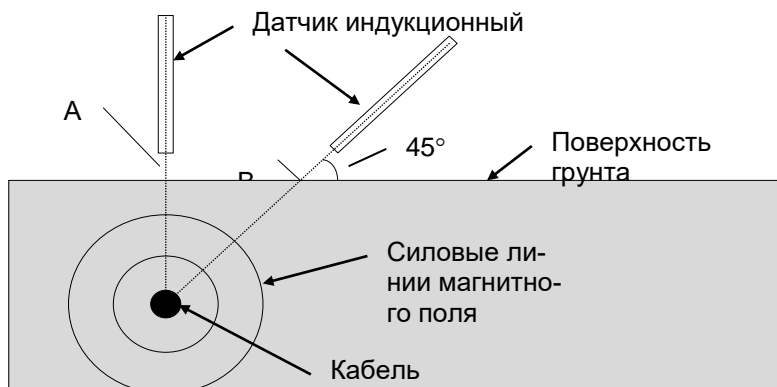 Датчик индукционный
А
45°
Поверхность
грунта
Силовые ли-
нии магнитно-
го поля
Кабель